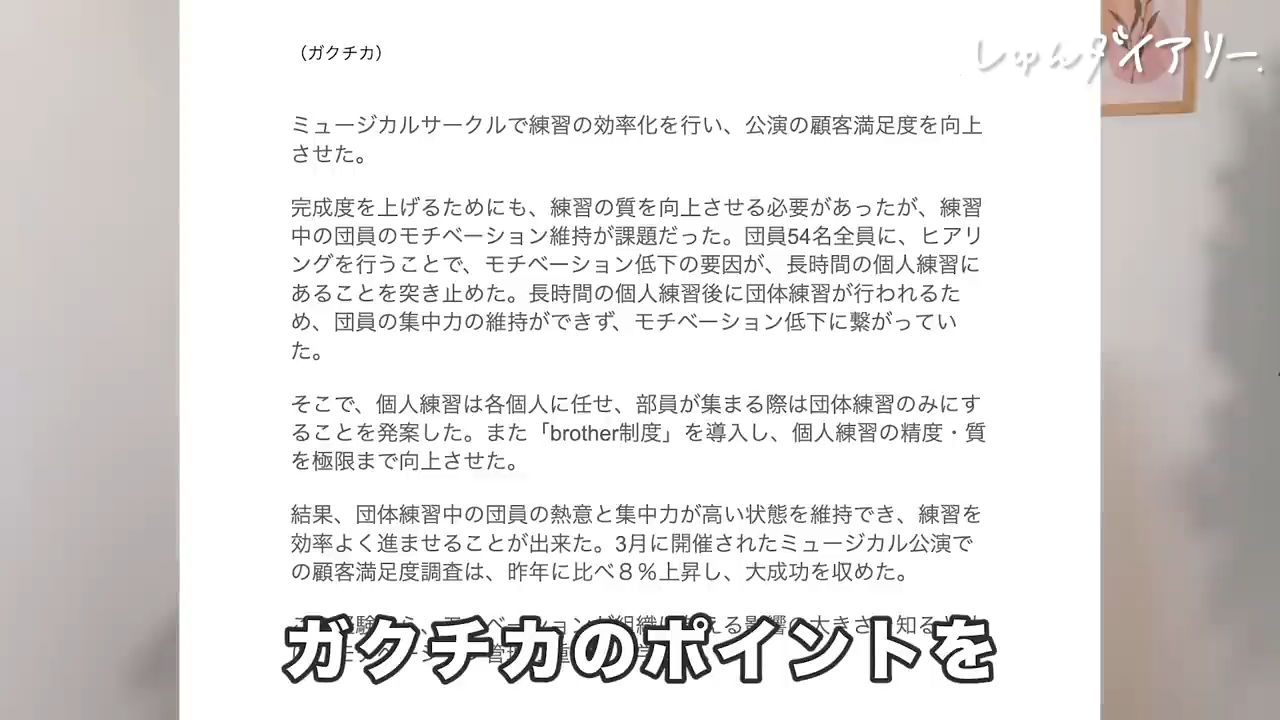 （ガクチカ）
しゅんダイアリー.
ミュージカルサークルで練習の効率化を行い、公演の顧客満足度を向上
させた。
完成度を上げるためにも、練習の質を向上させる必要があったが、練習
中の団員のモチベーション維持が課題だった。団員54名全員に、ヒアリ
ングを行うことで、モチベーション低下の要因が、長時間の個人練習に
あることを突き止めた。長時間の個人練習後に団体練習が行われるた
め、団員の集中力の維持ができず、モチベーション低下に繋がってい
た。
そこで、個人練習は各個人に任せ、部員が集まる際は団体練習のみにす
ることを発案した。また「brother制度」を導入し、個人練習の精度・質
を極限まで向上させた。
結果、団体練習中の団員の熱意と集中力が高い状態を維持でき、練習を
効率よく進ませることが出来た。3月に開催されたミュージカル公演で
の顧客満足度調査は、昨年に比べ８％上昇し、大成功を収めた。
ガクチカのポイントを